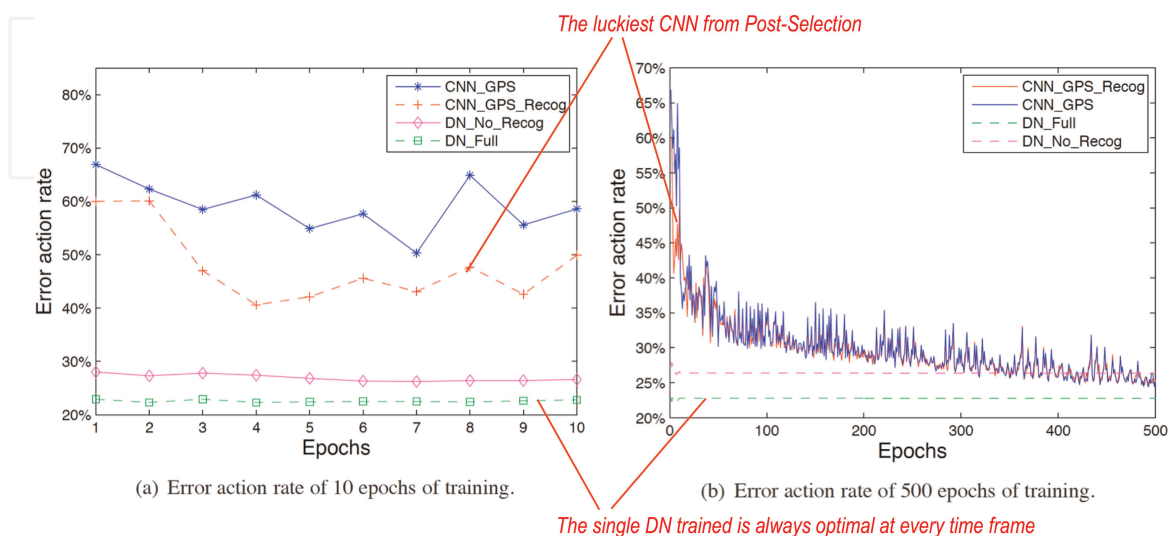 The luckiest CNN from Post-Selection
80%
70%
60%
50%
40%
30%
20%
Error action rate
1 2 3 4 5 6 7 8 9 10
Epochs
CNN_GPS
CNN_GPS_Recog
DN_No_Recog
DN_Full
(a) Error action rate of 10 epochs of training.
70%
65%
60%
55%
50%
45%
40%
35%
30%
25%
20%
Error action rate
0 100 200 300 400 500
Epochs
CNN_GPS_Recog
CNN_GPS
DN_Full
DN_No_Recog
(b) Error action rate of 500 epochs of training.
The single DN trained is always optimal at every time frame